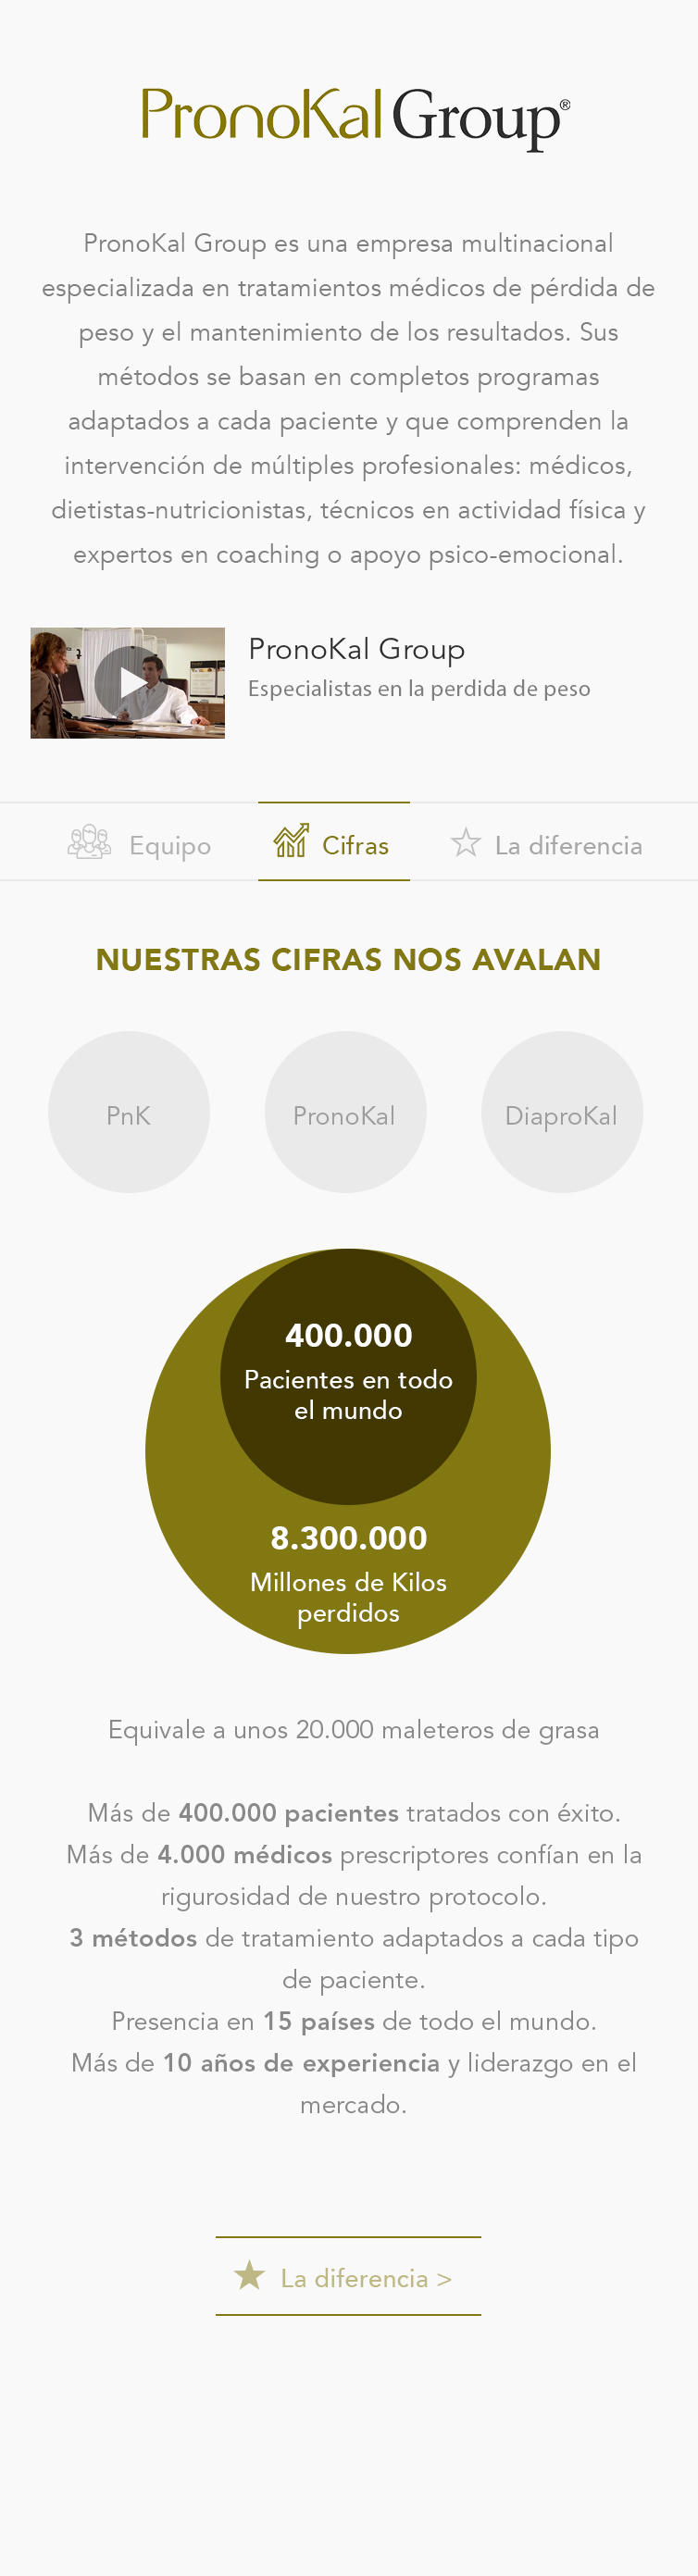 PronoKal Group®
PronoKal Group es una empresa multinacional
especializada en tratamientos médicos de pérdida de
peso y el mantenimiento de los resultados. Sus
métodos se basan en completos programas
adaptados a cada paciente y que comprenden la
intervención de múltiples profesionales: médicos,
dietistas-nutricionistas, técnicos en actividad física y
expertos en coaching o apoyo psico-emocional.
PronoKal Group
Especialistas en la perdida de peso
Equipo
Cifras
La diferencia
NUESTRAS CIFRAS NOS AVALAN
PnK
PronoKal
DiaproKal
400.000
Pacientes en todo
el mundo
8.300.000
Millones de Kilos
perdidos
Equivale a unos 20.000 maleteros de grasa
Más de 400.000 pacientes tratados con éxito.
Más de 4.000 médicos prescriptores confían en la
rigurosidad de nuestro protocolo.
3 métodos de tratamiento adaptados a cada tipo
de paciente.
Presencia en 15 países de todo el mundo.
Más de 10 años de experiencia y liderazgo en el
mercado.
La diferencia >